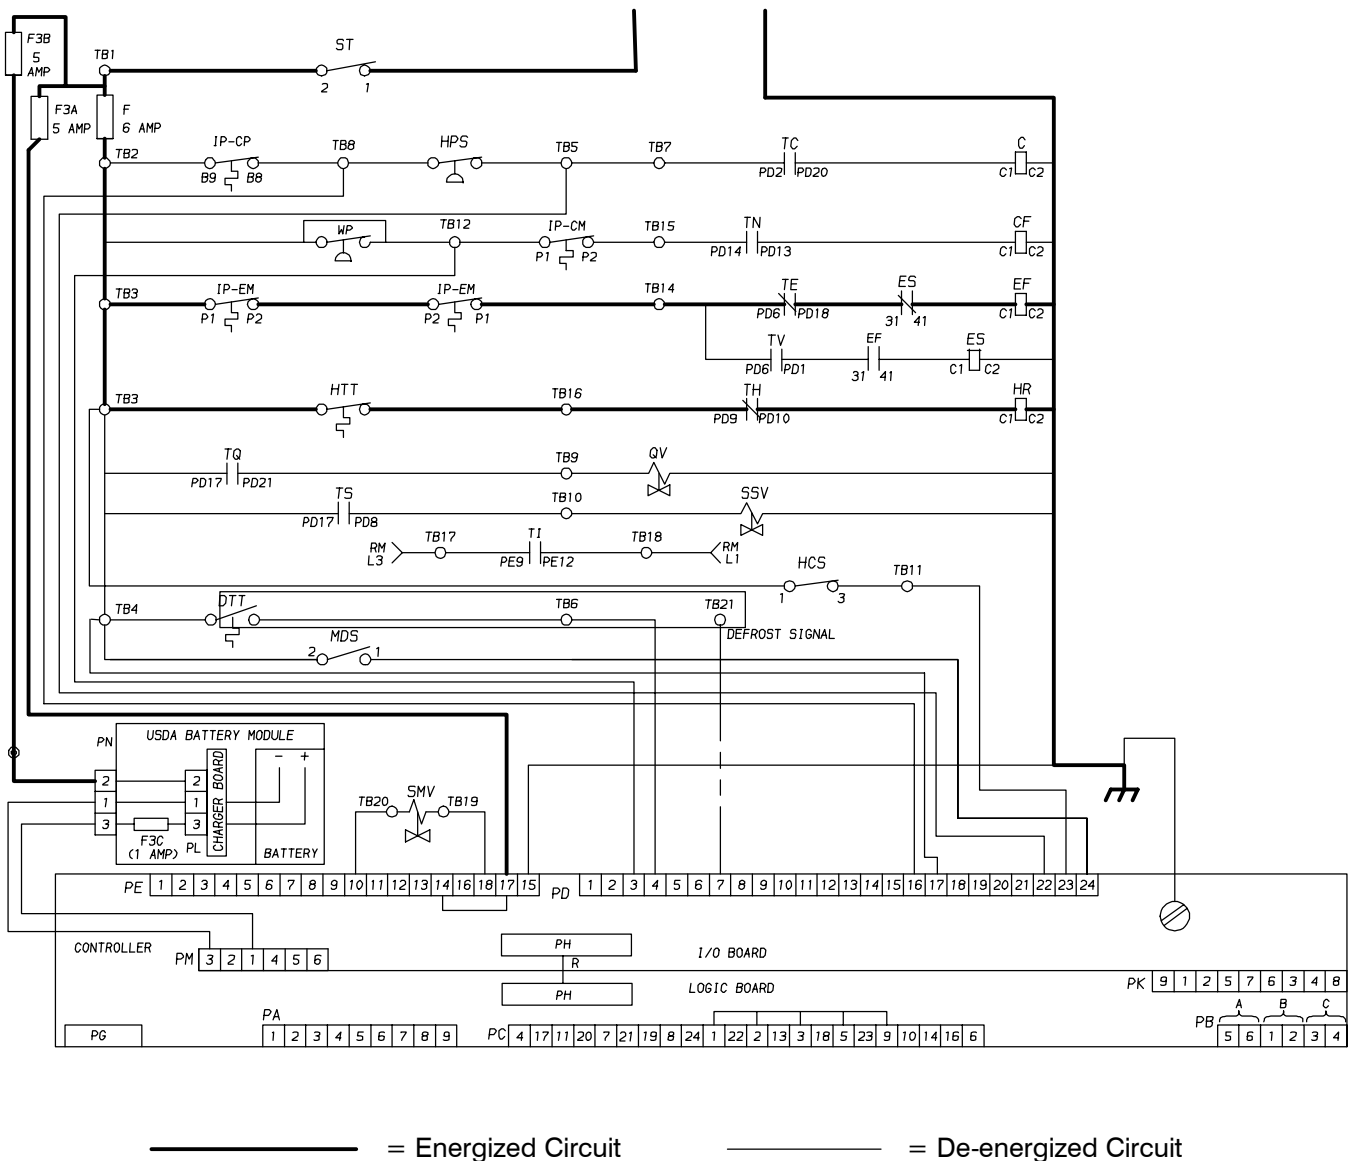 F3B
5
AMP
TB1
ST
2 1
F3A
5 AMP
F
6 AMP
TB2
IP-CP
B9 B8
TB8
HPS
TB5
TB7
TC
PD2 PD20
C
C1 C2
WP
TB12
IP-CM
P1 P2
TB15
TN
PD14 PD13
CF
C1 C2
TB3
IP-EM
P1 P2
IP-EM
P2 P1
TB14
TE
PD6 PD18
ES
31 41
EF
C1 C2
TV
PD6 PD1
EF
31 41
ES
C1 C2
TB3
HTT
TB16
TH
PD9 PD10
HR
C1 C2
TQ
PD17 PD21
TB9
QV
TS
PD17 PD8
TB10
SSV
RM
L3
TB17
TI
PE9 PE12
TB18
RM
L1
HCS
1 3
TB11
TB4
DTT
TB6
TB21
DEFROST SIGNAL
MDS
2 1
PN
USDA BATTERY MODULE
2
1
3
F3C
(1 AMP)
2
1
3
PL
CHARGER BOARD
- +
BATTERY
TB20
SMV
TB19
PE 1 2 3 4 5 6 7 8 9 10 11 12 13 14 16 18 17 15
PD 1 2 3 4 5 6 7 8 9 10 11 12 13 14 15 16 17 18 19 20 21 22 23 24
CONTROLLER
PM 3 2 1 4 5 6
PH
R
PH
I/O BOARD
LOGIC BOARD
PK 9 1 2 5 7 6 3 4 8
PG
PA
1 2 3 4 5 6 7 8 9
PC 4 17 11 20 7 21 19 8 24 1 22 2 13 3 18 5 23 9 10 14 16 6
A B C
PB 5 6 1 2 3 4
= Energized Circuit
= De-energized Circuit